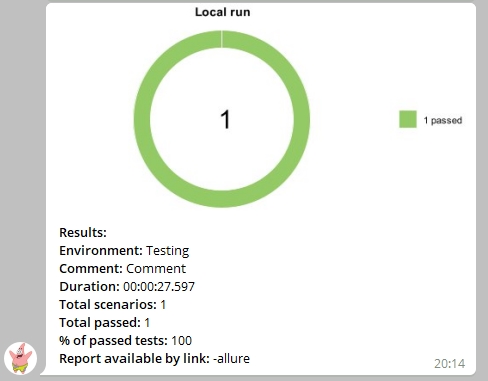 Local run
1
1 passed
Results:
Environment: Testing
Comment: Comment
Duration: 00:00:27.597
Total scenarios: 1
Total passed: 1
% of passed tests: 100
Report available by link: -allure
20:14